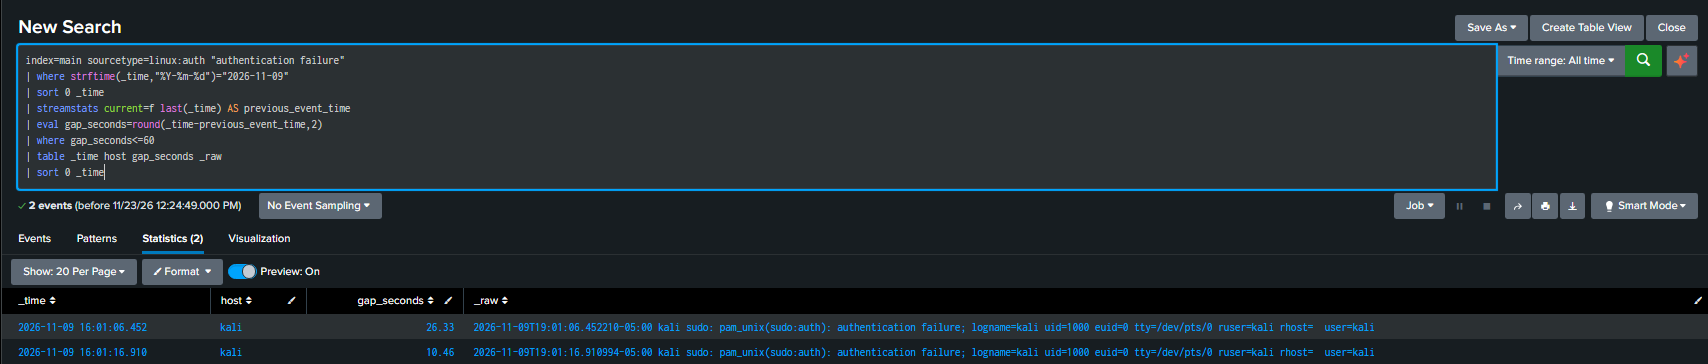 New Search
Save As
Create Table View
Close
index=main sourcetype=linux:auth "authentication failure"
| where strftime(_time,"%Y-%m-%d")="2026-11-09"
| sort 0 _time
| streamstats current=f last(_time) AS previous_event_time
| eval gap_seconds=round(_time-previous_event_time,2)
| where gap_seconds<=60
| table _time host gap_seconds _raw
| sort 0 _time
Time range: All time
2 events (before 11/23/26 12:24:49.000 PM)
No Event Sampling
Job
Smart Mode
Events
Patterns
Statistics (2)
Visualization
Show: 20 Per Page
Format
Preview: On
_time host gap_seconds _raw
2026-11-09 16:01:06.452 kali 26.33 2026-11-09T19:01:06.452210-05:00 kali sudo: pam_unix(sudo:auth): authentication failure; logname=kali uid=1000 euid=0 tty=/dev/pts/0 ruser=kali rhost=  user=kali
2026-11-09 16:01:16.910 kali 10.46 2026-11-09T19:01:16.910994-05:00 kali sudo: pam_unix(sudo:auth): authentication failure; logname=kali uid=1000 euid=0 tty=/dev/pts/0 ruser=kali rhost=  user=kali